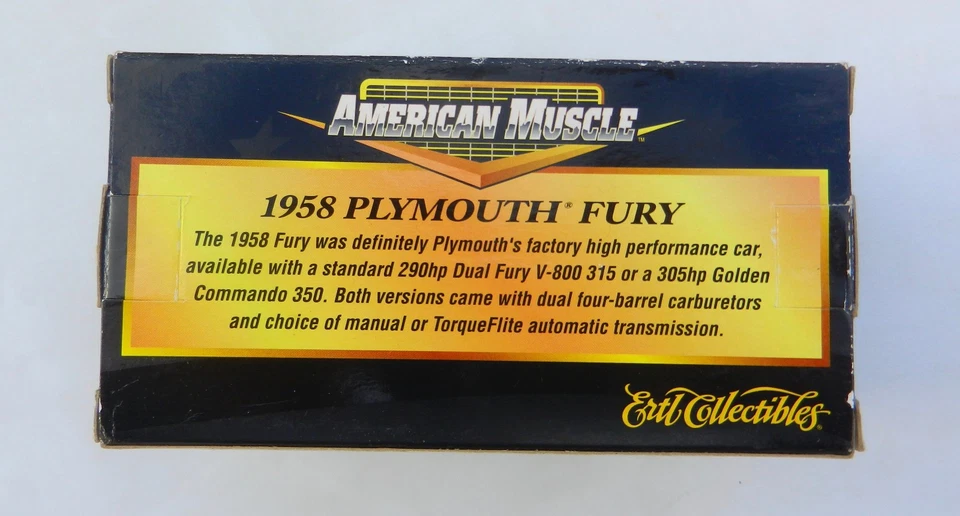 AMERICAN MUSCLE™
1958 PLYMOUTH® FURY
The 1958 Fury was definitely Plymouth's factory high performance car,
available with a standard 290hp Dual Fury V-800 315 or a 305hp Golden
Commando 350. Both versions came with dual four-barrel carburetors
and choice of manual or TorqueFlite automatic transmission.
Ertl Collectibles®